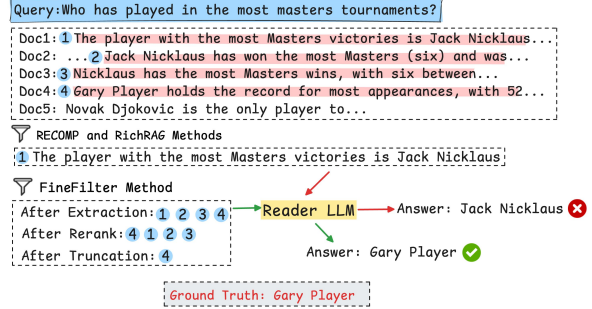 Query:Who has played in the most masters tournaments?
Doc1: 1 The player with the most Masters victories is Jack Nicklaus...
Doc2: ...2 Jack Nicklaus has won the most Masters (six) and was...
Doc3: 3 Nicklaus has the most Masters wins, with six between...
Doc4: 4 Gary Player holds the record for most appearances, with 52...
Doc5: Novak Djokovic is the only player to...
RECOMP and RichRAG Methods
1 The player with the most Masters victories is Jack Nicklaus
FineFilter Method
After Extraction: 1 2 3 4
After Rerank: 4 1 2 3
After Truncation: 4
Reader LLM
Answer: Jack Nicklaus
Answer: Gary Player
Ground Truth: Gary Player